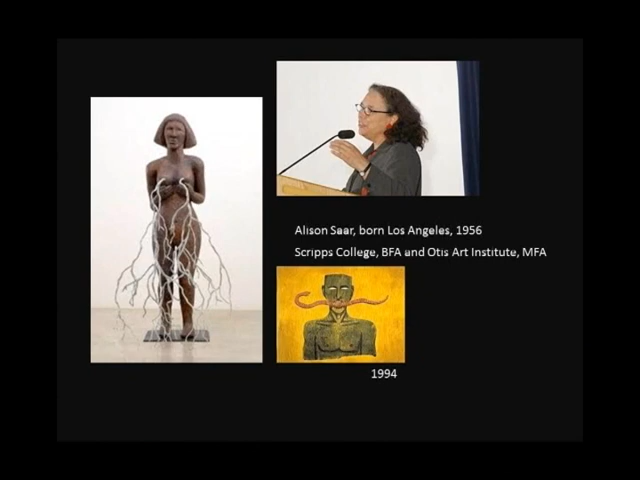 Alison Saar, born Los Angeles, 1956
Scripps College, BFA and Otis Art Institute, MFA
1994